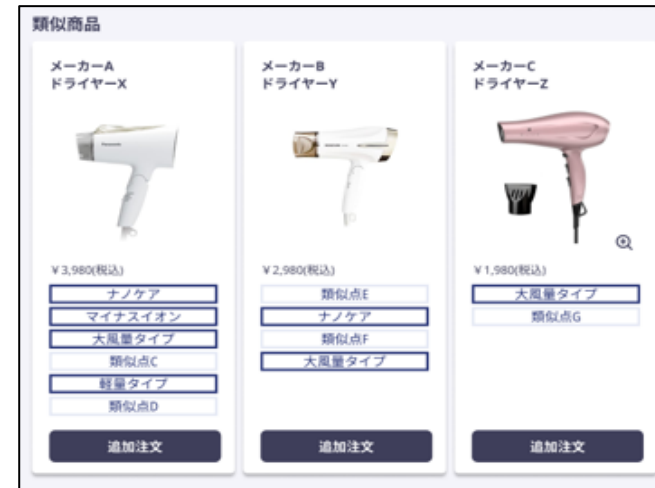 類似商品
メーカーA
ドライヤーX
¥3,980(税込)
ナノケア
マイナスイオン
大風量タイプ
類似点C
軽量タイプ
類似点D
追加注文
メーカーB
ドライヤーY
¥2,980(税込)
類似点E
ナノケア
類似点F
大風量タイプ
追加注文
メーカーC
ドライヤーZ
¥1,980(税込)
大風量タイプ
類似点G
追加注文